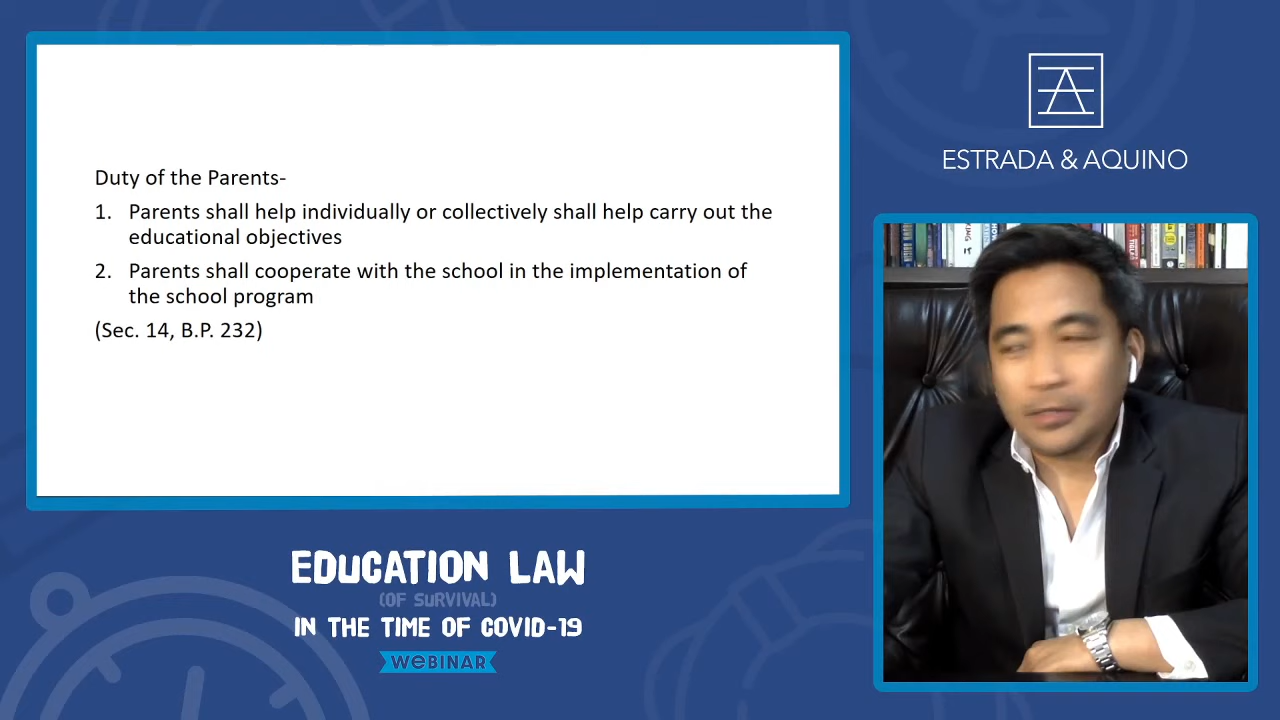 Duty of the Parents-
1. Parents shall help individually or collectively shall help carry out the
educational objectives
2. Parents shall cooperate with the school in the implementation of
the school program
(Sec. 14, B.P. 232)
ESTRADA & AQUINO
EDUCATION LAW
(OF SURVIVAL)
IN THE TIME OF COVID-19
WEBINAR